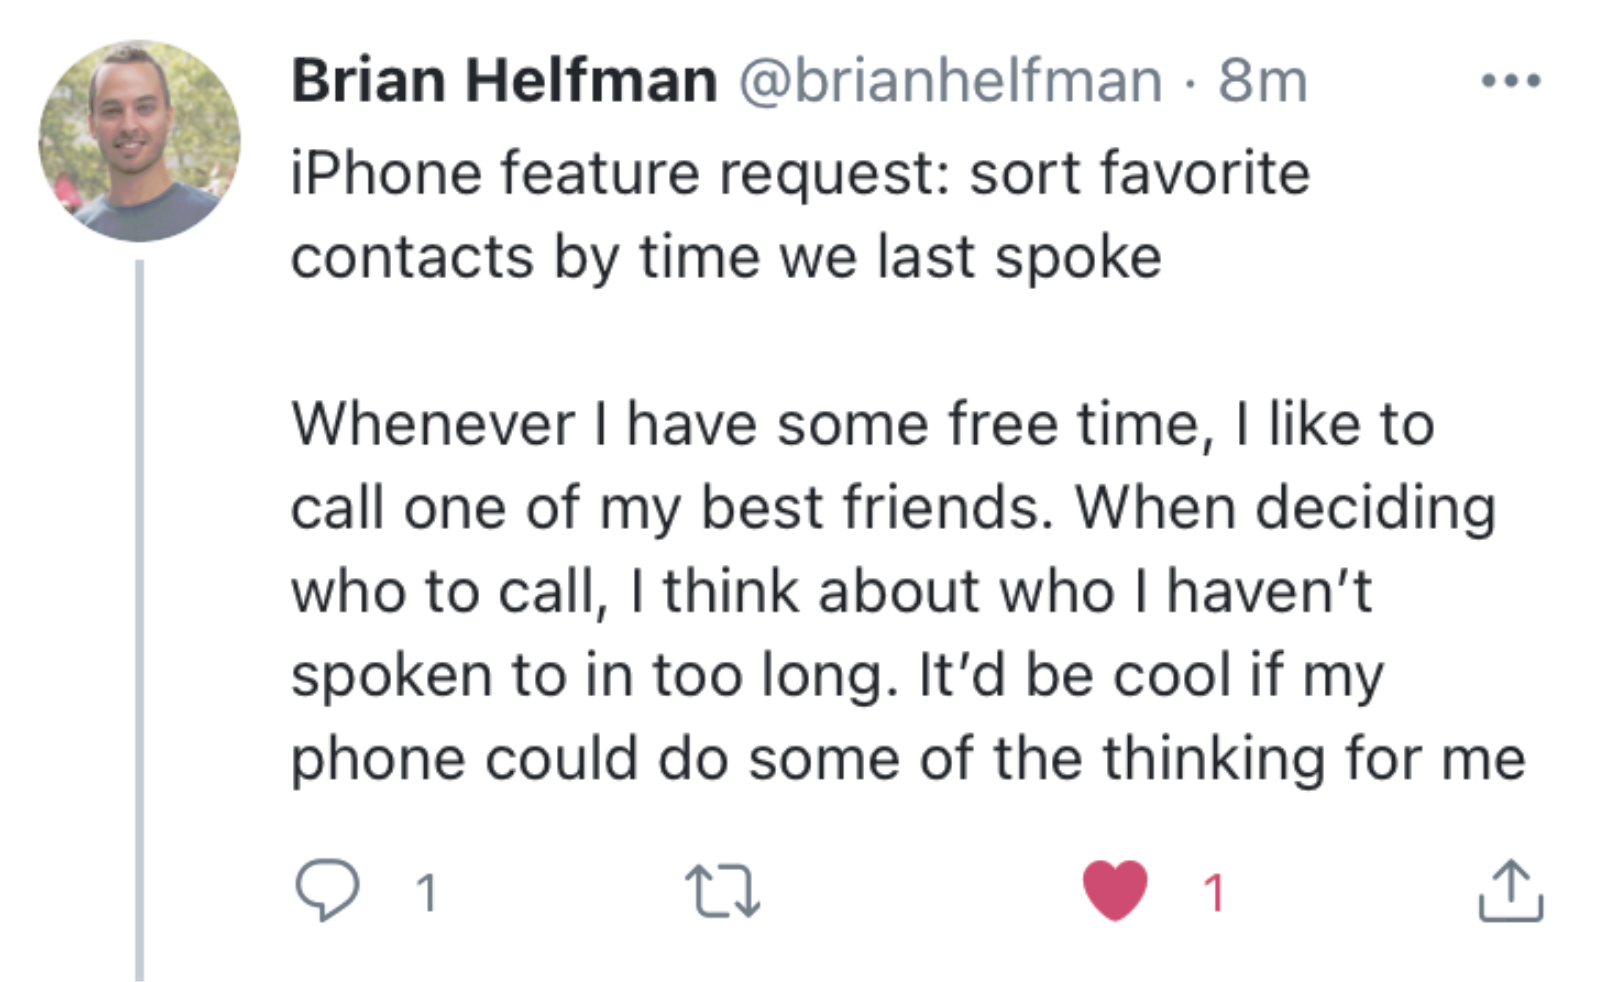 Brian Helfman @brianhelfman · 8m
iPhone feature request: sort favorite
contacts by time we last spoke
Whenever I have some free time, I like to
call one of my best friends. When deciding
who to call, I think about who I haven’t
spoken to in too long. It’d be cool if my
phone could do some of the thinking for me
1 1